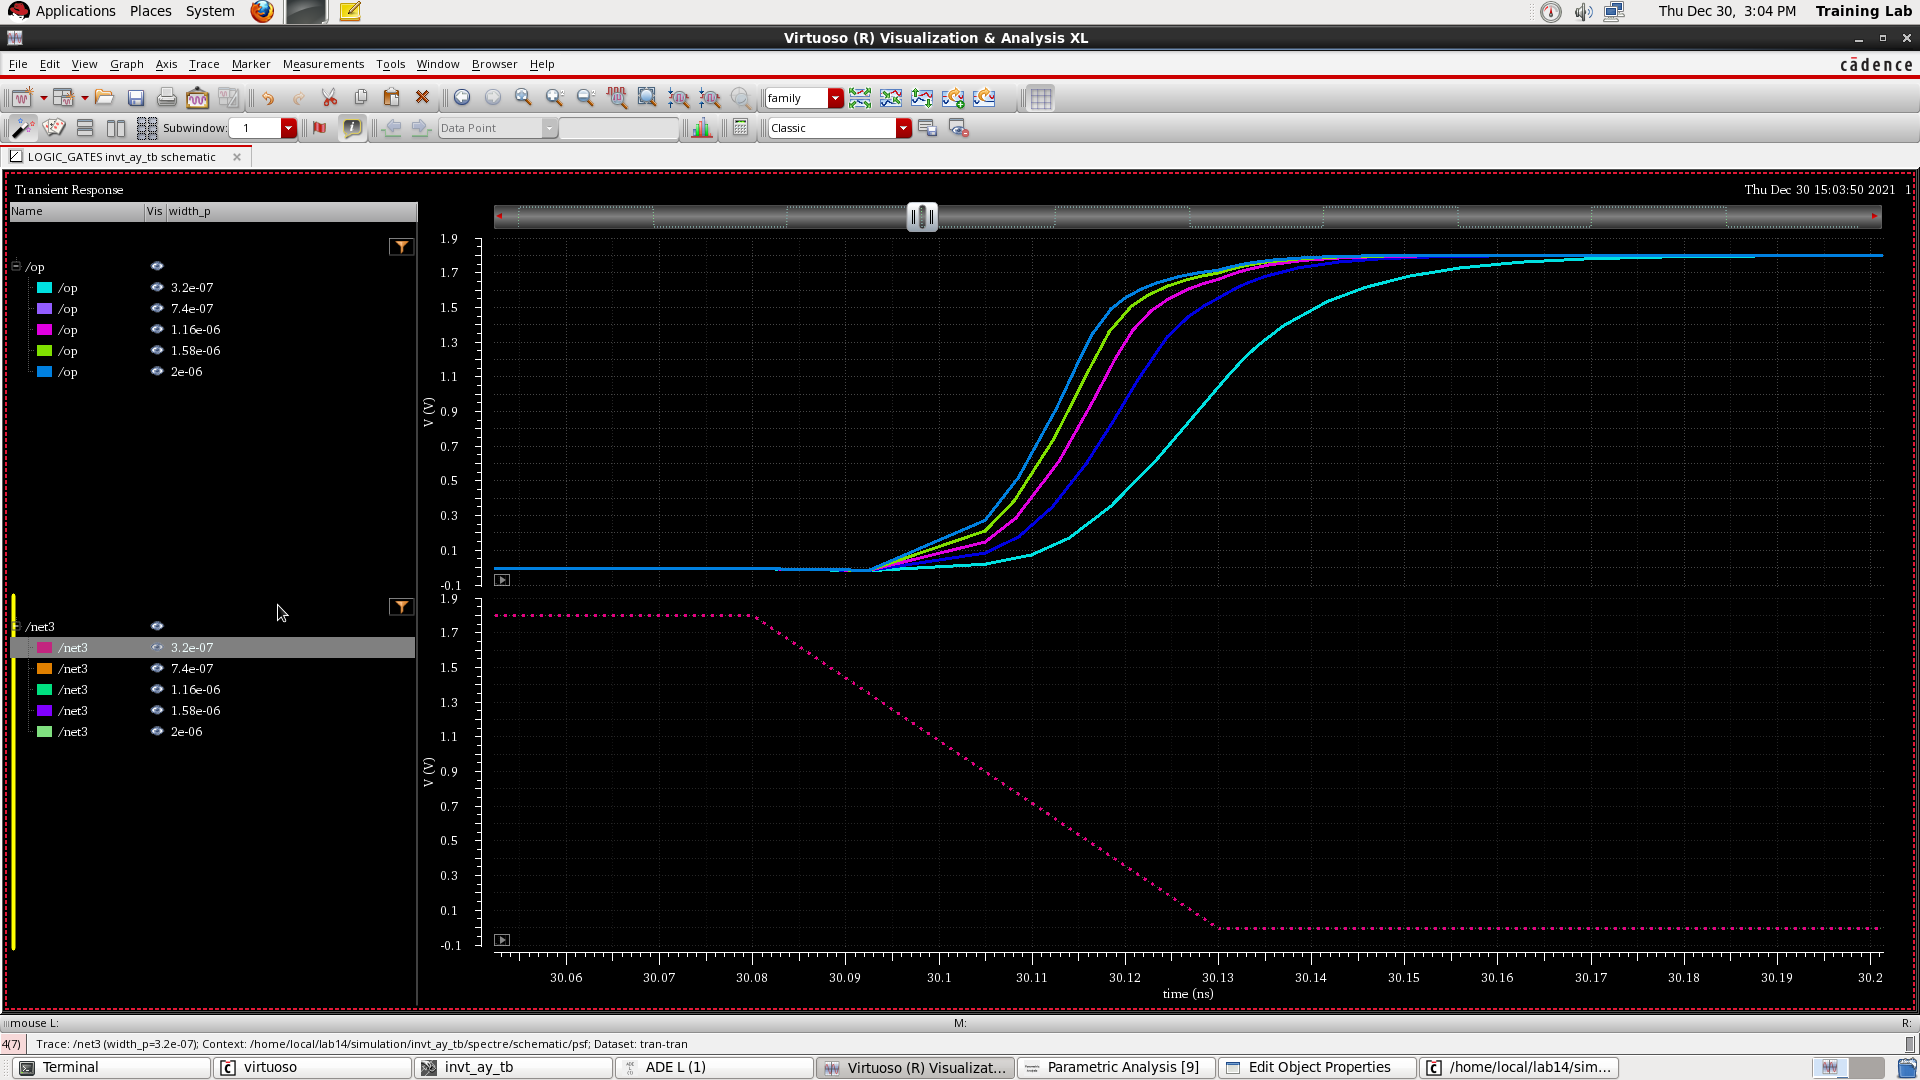 Applications Places System Thu Dec 30, 3:04 PM Training Lab
Virtuoso (R) Visualization & Analysis XL
File Edit View Graph Axis Trace Marker Measurements Tools Window Browser Help cādence
family
Subwindow: 1 Data Point Classic
LOGIC_GATES invt_ay_tb schematic
Transient Response Thu Dec 30 15:03:50 2021 1
Name Vis width_p
/op
/op 3.2e-07
/op 7.4e-07
/op 1.16e-06
/op 1.58e-06
/op 2e-06
1.9
1.7
1.5
1.3
1.1
0.9
0.7
0.5
0.3
0.1
-0.1
V (V)
/net3
/net3 3.2e-07
/net3 7.4e-07
/net3 1.16e-06
/net3 1.58e-06
/net3 2e-06
1.9
1.7
1.5
1.3
1.1
0.9
0.7
0.5
0.3
0.1
-0.1
V (V)
30.06 30.07 30.08 30.09 30.1 30.11 30.12 30.13 30.14 30.15 30.16 30.17 30.18 30.19 30.2
time (ns)
mouse L: M: R:
4(7) Trace: /net3 (width_p=3.2e-07); Context: /home/local/lab14/simulation/invt_ay_tb/spectre/schematic/psf; Dataset: tran-tran
Terminal virtuoso invt_ay_tb ADE L (1) Virtuoso (R) Visualizat... Parametric Analysis [9] Edit Object Properties /home/local/lab14/sim...